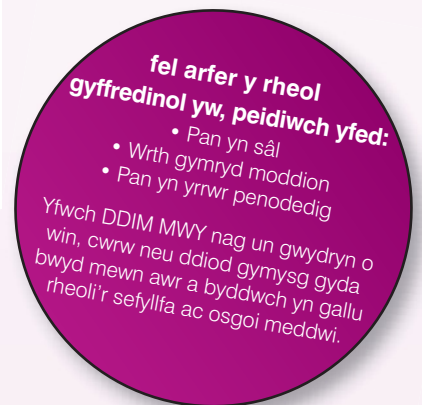 fel arfer y rheol
gyffredinol yw, peidiwch yfed:
• Pan yn sâl
• Wrth gymryd moddion
• Pan yn yrrwr penodedig
Yfwch DDIM MWY nag un gwydryn o
win, cwrw neu ddiod gymysg gyda
bwyd mewn awr a byddwch yn gallu
rheoli'r sefyllfa ac osgoi meddwi.